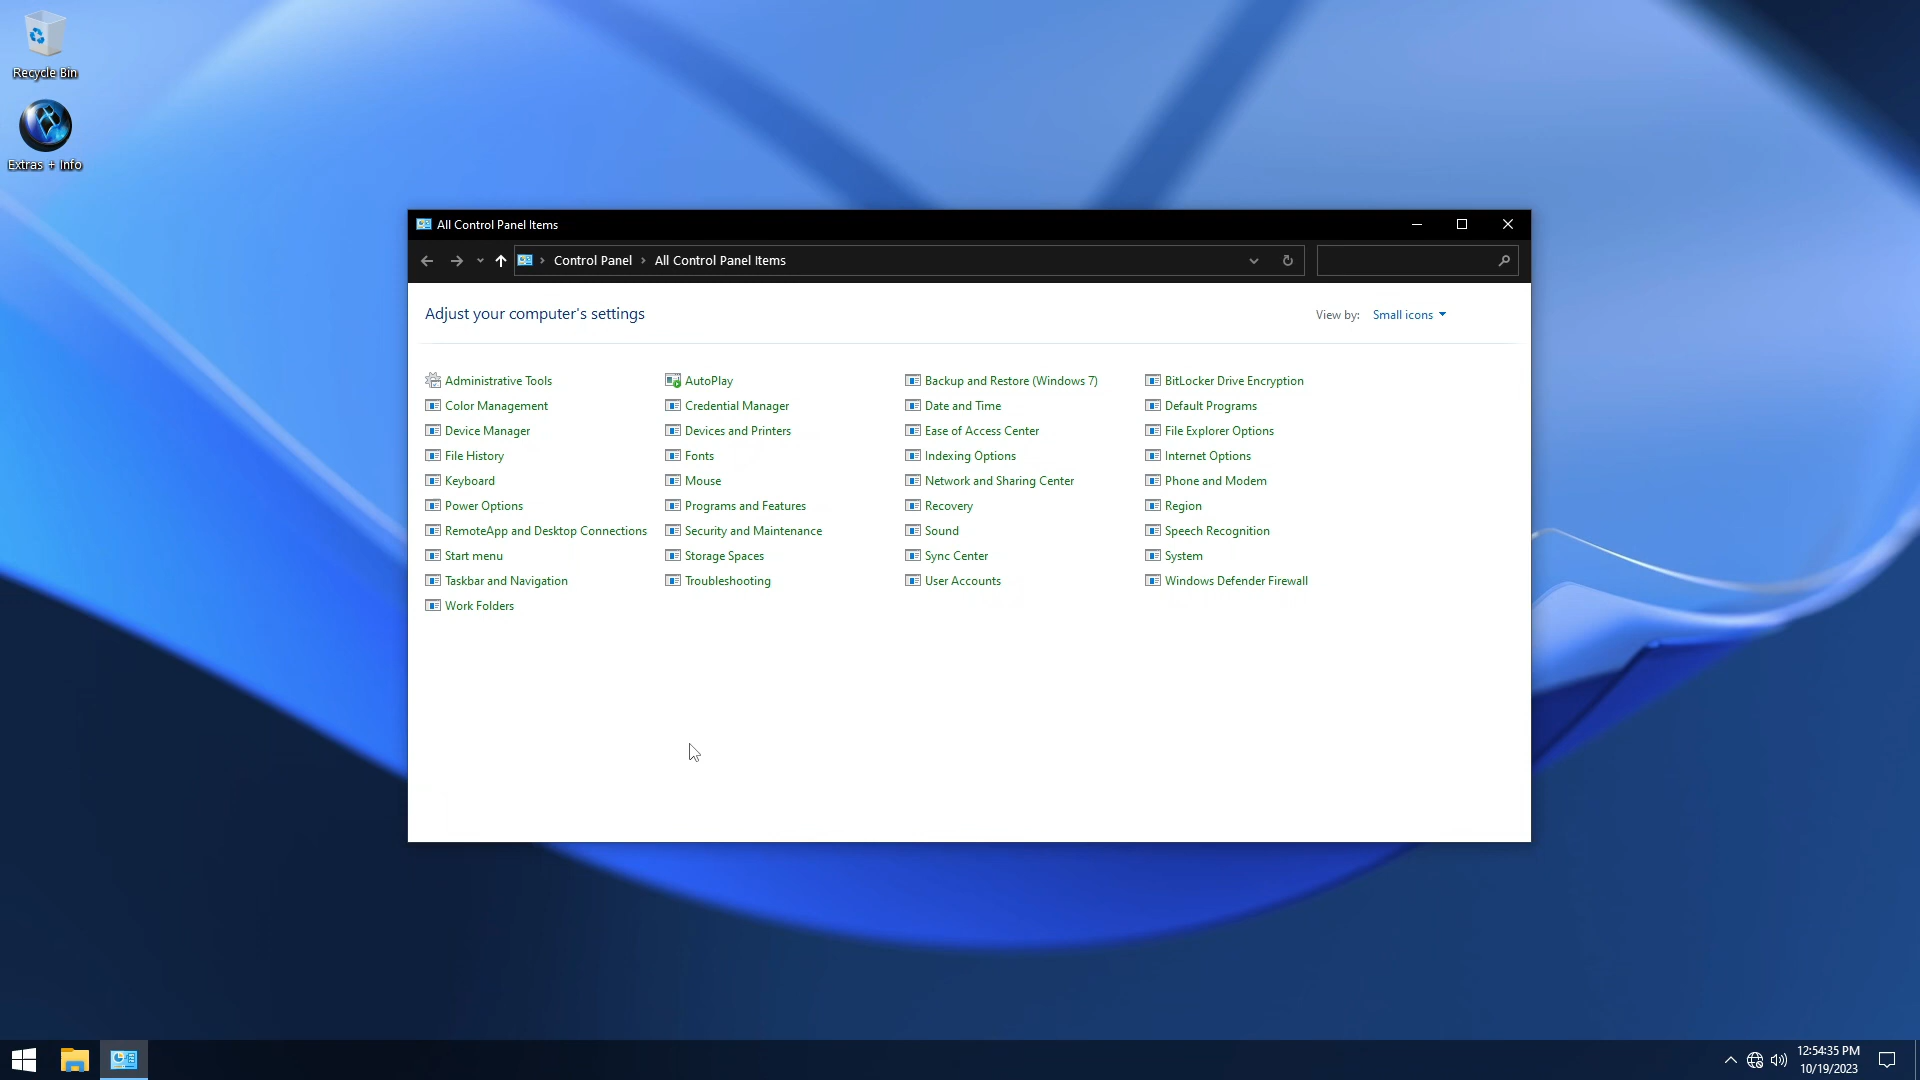 Recycle Bin
Extras + Info
All Control Panel Items
Control Panel
All Control Panel Items
Adjust your computer's settings
View by: Small icons
Administrative Tools
AutoPlay
Backup and Restore (Windows 7)
BitLocker Drive Encryption
Color Management
Credential Manager
Date and Time
Default Programs
Device Manager
Devices and Printers
Ease of Access Center
File Explorer Options
File History
Fonts
Indexing Options
Internet Options
Keyboard
Mouse
Network and Sharing Center
Phone and Modem
Power Options
Programs and Features
Recovery
Region
RemoteApp and Desktop Connections
Security and Maintenance
Sound
Speech Recognition
Start menu
Storage Spaces
Sync Center
System
Taskbar and Navigation
Troubleshooting
User Accounts
Windows Defender Firewall
Work Folders
12:54:35 PM
10/19/2023